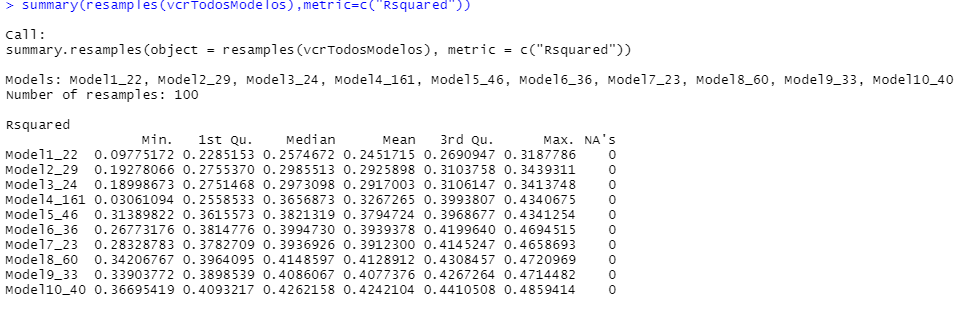 > summary(resamples(vcrTodosModelos),metric=c("Rsquared"))
Call:
summary.resamples(object = resamples(vcrTodosModelos), metric = c("Rsquared"))
Models: Model1_22, Model2_29, Model3_24, Model4_161, Model5_46, Model6_36, Model7_23, Model8_60, Model9_33, Model10_40
Number of resamples: 100
Rsquared
Min. 1st Qu. Median Mean 3rd Qu. Max. NA's
Model1_22 0.09775172 0.2285153 0.2574672 0.2451715 0.2690947 0.3187786 0
Model2_29 0.19278066 0.2755370 0.2985513 0.2925898 0.3103758 0.3439311 0
Model3_24 0.18998673 0.2751468 0.2973098 0.2917003 0.3106147 0.3413748 0
Model4_161 0.03061094 0.2558533 0.3656873 0.3267265 0.3993807 0.4340675 0
Model5_46 0.31389822 0.3615573 0.3821319 0.3794724 0.3968677 0.4341254 0
Model6_36 0.26773176 0.3814776 0.3994730 0.3939378 0.4199640 0.4694515 0
Model7_23 0.28328783 0.3782709 0.3936926 0.3912300 0.4145247 0.4658693 0
Model8_60 0.34206767 0.3964095 0.4148597 0.4128912 0.4308457 0.4720969 0
Model9_33 0.33903772 0.3898539 0.4086067 0.4077376 0.4267264 0.4714482 0
Model10_40 0.36695419 0.4093217 0.4262158 0.4242104 0.4410508 0.4859414 0